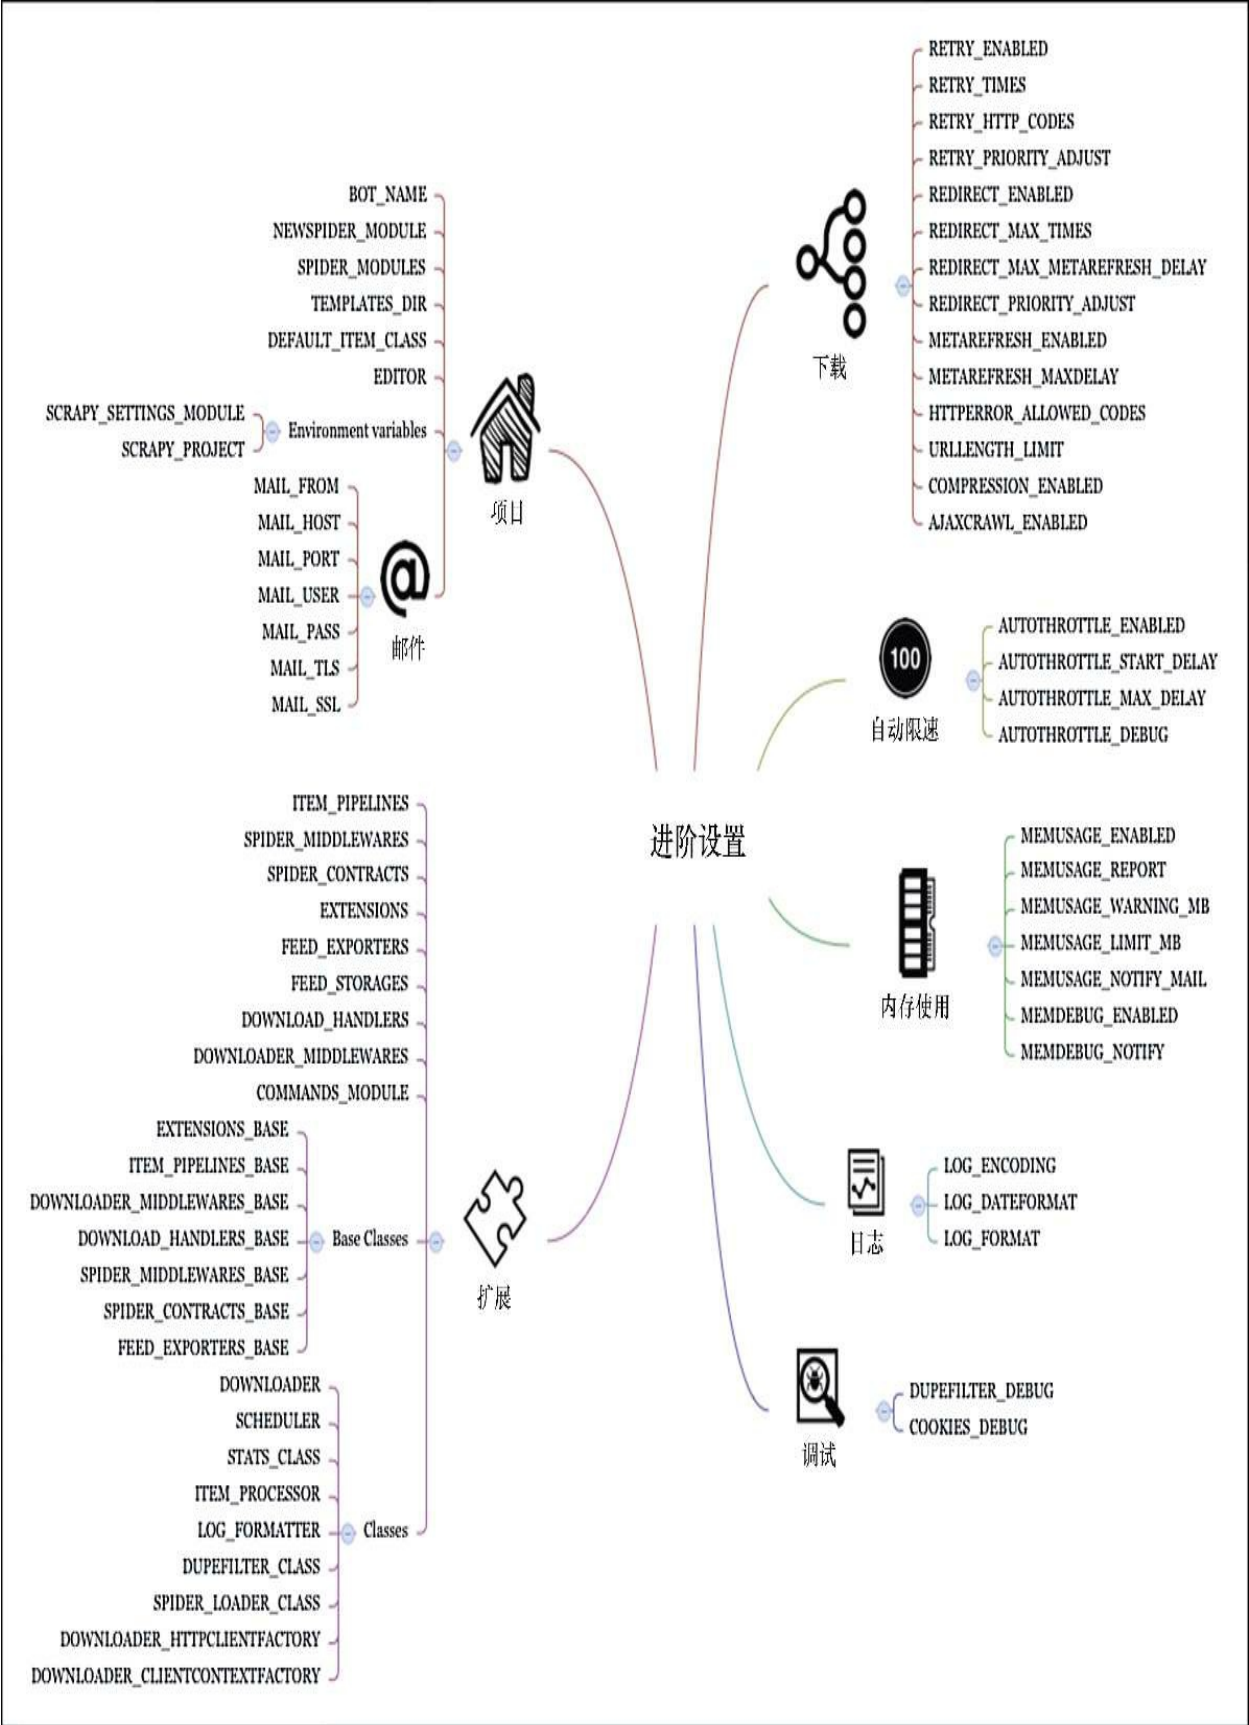 进阶设置
项目
BOT_NAME
NEWSPIDER_MODULE
SPIDER_MODULES
TEMPLATES_DIR
DEFAULT_ITEM_CLASS
EDITOR
Environment variables
SCRAPY_SETTINGS_MODULE
SCRAPY_PROJECT
邮件
MAIL_FROM
MAIL_HOST
MAIL_PORT
MAIL_USER
MAIL_PASS
MAIL_TLS
MAIL_SSL
扩展
ITEM_PIPELINES
SPIDER_MIDDLEWARES
SPIDER_CONTRACTS
EXTENSIONS
FEED_EXPORTERS
FEED_STORAGES
DOWNLOAD_HANDLERS
DOWNLOADER_MIDDLEWARES
COMMANDS_MODULE
Base Classes
EXTENSIONS_BASE
ITEM_PIPELINES_BASE
DOWNLOADER_MIDDLEWARES_BASE
DOWNLOAD_HANDLERS_BASE
SPIDER_MIDDLEWARES_BASE
SPIDER_CONTRACTS_BASE
FEED_EXPORTERS_BASE
Classes
DOWNLOADER
SCHEDULER
STATS_CLASS
ITEM_PROCESSOR
LOG_FORMATTER
DUPEFILTER_CLASS
SPIDER_LOADER_CLASS
DOWNLOADER_HTTPCLIENTFACTORY
DOWNLOADER_CLIENTCONTEXTFACTORY
下载
RETRY_ENABLED
RETRY_TIMES
RETRY_HTTP_CODES
RETRY_PRIORITY_ADJUST
REDIRECT_ENABLED
REDIRECT_MAX_TIMES
REDIRECT_MAX_METAREFRESH_DELAY
REDIRECT_PRIORITY_ADJUST
METAREFRESH_ENABLED
METAREFRESH_MAXDELAY
HTTPERROR_ALLOWED_CODES
URLLENGTH_LIMIT
COMPRESSION_ENABLED
AJAXCRAWL_ENABLED
100
自动限速
AUTOTHROTTLE_ENABLED
AUTOTHROTTLE_START_DELAY
AUTOTHROTTLE_MAX_DELAY
AUTOTHROTTLE_DEBUG
内存使用
MEMUSAGE_ENABLED
MEMUSAGE_REPORT
MEMUSAGE_WARNING_MB
MEMUSAGE_LIMIT_MB
MEMUSAGE_NOTIFY_MAIL
MEMDEBUG_ENABLED
MEMDEBUG_NOTIFY
日志
LOG_ENCODING
LOG_DATEFORMAT
LOG_FORMAT
调试
DUPEFILTER_DEBUG
COOKIES_DEBUG